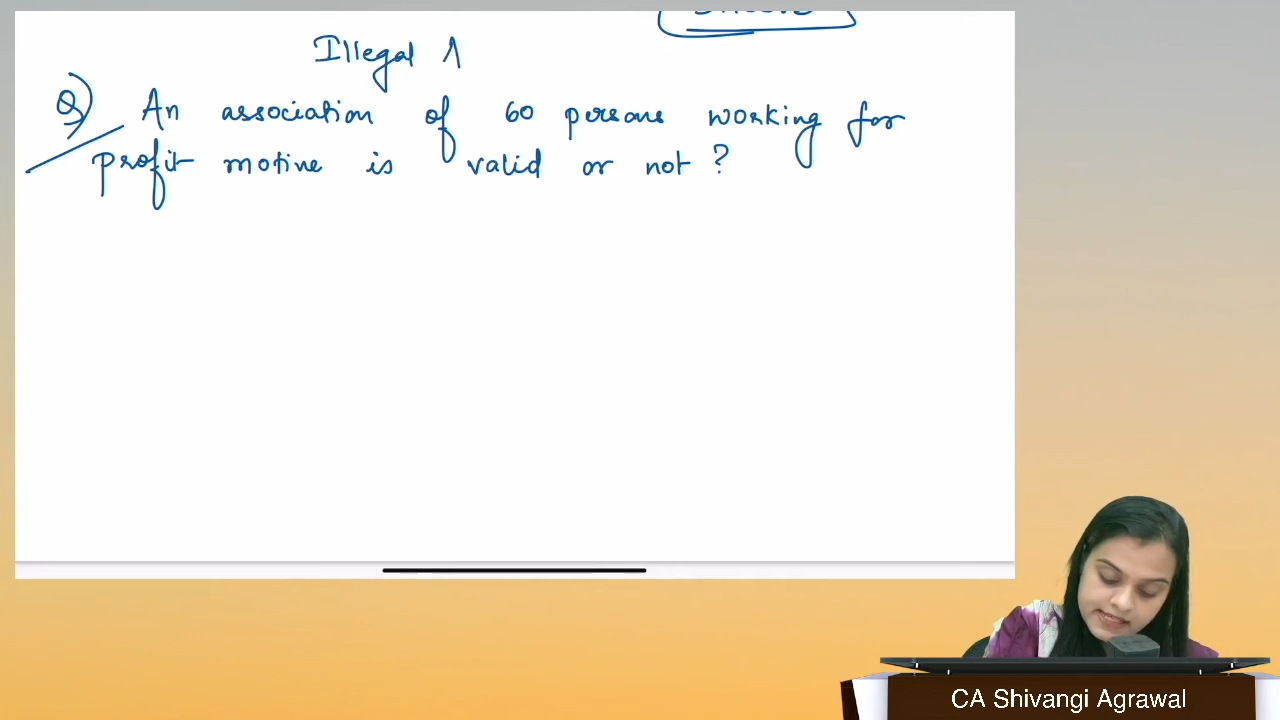 Illegal A
Q) An association of 60 persons working for
profit motive is valid or not ?
CA Shivangi Agrawal